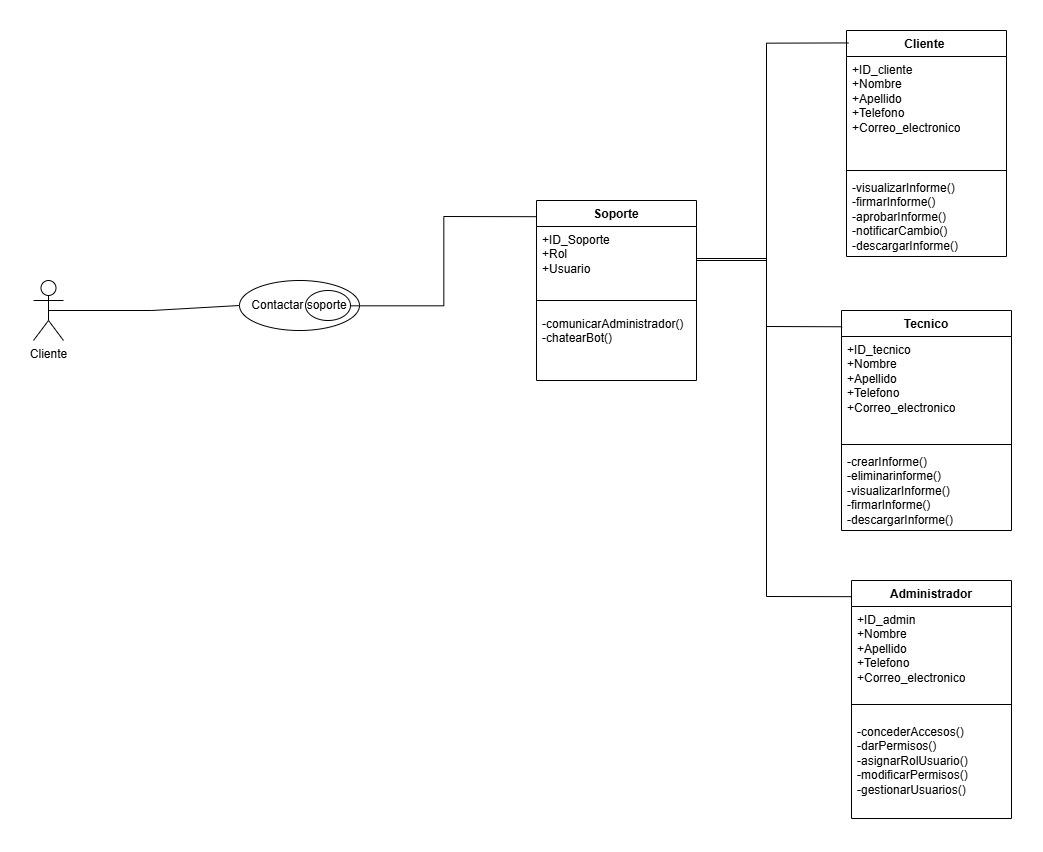 Cliente
Contactar soporte
Soporte
+ID_Soporte
+Rol
+Usuario
-comunicarAdministrador()
-chatearBot()
Cliente
+ID_cliente
+Nombre
+Apellido
+Telefono
+Correo_electronico
-visualizarInforme()
-firmarInforme()
-aprobarInforme()
-notificarCambio()
-descargarInforme()
Tecnico
+ID_tecnico
+Nombre
+Apellido
+Telefono
+Correo_electronico
-crearInforme()
-eliminarinforme()
-visualizarInforme()
-firmarInforme()
-descargarInforme()
Administrador
+ID_admin
+Nombre
+Apellido
+Telefono
+Correo_electronico
-concederAccesos()
-darPermisos()
-asignarRolUsuario()
-modificarPermisos()
-gestionarUsuarios()